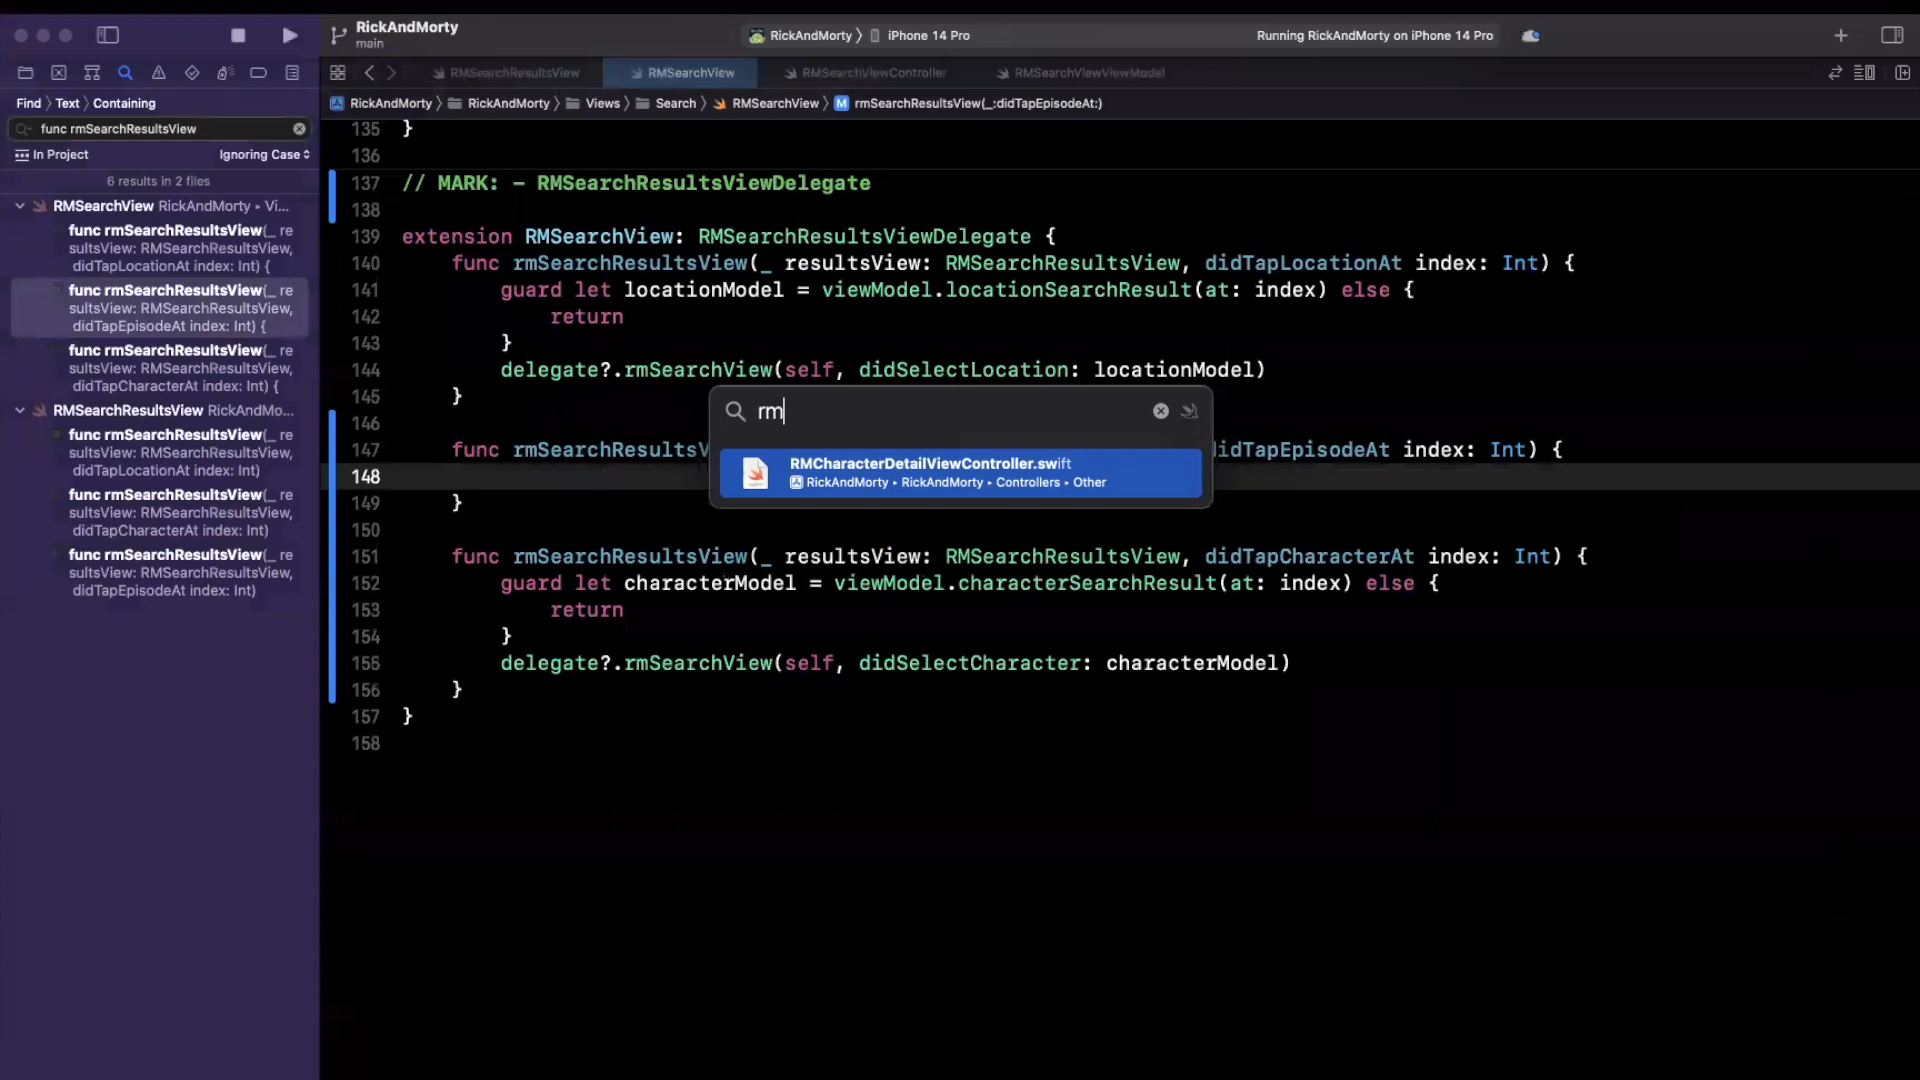 RickAndMorty
main
RickAndMorty 〉 iPhone 14 Pro
Running RickAndMorty on iPhone 14 Pro
RMSearchResultsView
RMSearchView
RMSearchViewController
RMSearchViewViewModel
Find 〉 Text 〉 Containing
RickAndMorty 〉 RickAndMorty 〉 Views 〉 Search 〉 RMSearchView 〉 M rmSearchResultsView(_:didTapEpisodeAt:)
func rmSearchResultsView
In Project
Ignoring Case
6 results in 2 files
RMSearchView RickAndMorty ▸ Vi...
func rmSearchResultsView(_ re
sultsView: RMSearchResultsView,
didTapLocationAt index: Int) {
func rmSearchResultsView(_ re
sultsView: RMSearchResultsView,
didTapEpisodeAt index: Int) {
func rmSearchResultsView(_ re
sultsView: RMSearchResultsView,
didTapCharacterAt index: Int) {
RMSearchResultsView RickAndMo...
func rmSearchResultsView(_ re
sultsView: RMSearchResultsView,
didTapLocationAt index: Int)
func rmSearchResultsView(_ re
sultsView: RMSearchResultsView,
didTapCharacterAt index: Int)
func rmSearchResultsView(_ re
sultsView: RMSearchResultsView,
didTapEpisodeAt index: Int)
135 }
136
137 // MARK: - RMSearchResultsViewDelegate
138
139 extension RMSearchView: RMSearchResultsViewDelegate {
140 func rmSearchResultsView(_ resultsView: RMSearchResultsView, didTapLocationAt index: Int) {
141 guard let locationModel = viewModel.locationSearchResult(at: index) else {
142 return
143 }
144 delegate?.rmSearchView(self, didSelectLocation: locationModel)
145 }
146
147 func rmSearchResultsV didTapEpisodeAt index: Int) {
148
149 }
150
151 func rmSearchResultsView(_ resultsView: RMSearchResultsView, didTapCharacterAt index: Int) {
152 guard let characterModel = viewModel.characterSearchResult(at: index) else {
153 return
154 }
155 delegate?.rmSearchView(self, didSelectCharacter: characterModel)
156 }
157 }
158
rm
RMCharacterDetailViewController.swift
RickAndMorty ▸ RickAndMorty ▸ Controllers ▸ Other